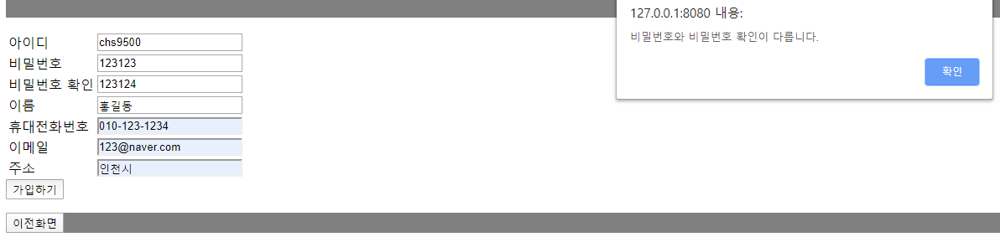 127.0.0.1:8080 내용:
비밀번호와 비밀번호 확인이 다릅니다.
확인
아이디 chs9500
비밀번호 123123
비밀번호 확인 123124
이름 홍길동
휴대전화번호 010-123-1234
이메일 123@naver.com
주소 인천시
가입하기
이전화면